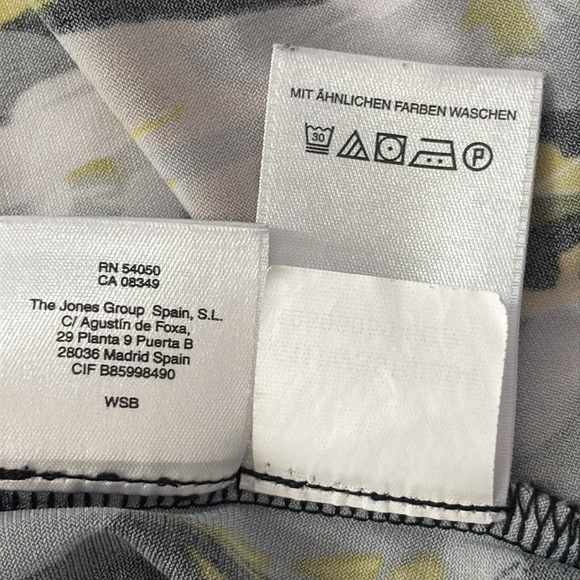 MIT ÄHNLICHEN FARBEN WASCHEN
30
P
RN 54050
CA 08349
The Jones Group Spain, S.L.
C/ Agustín de Foxa,
29 Planta 9 Puerta B
28036 Madrid Spain
CIF B85998490
WSB